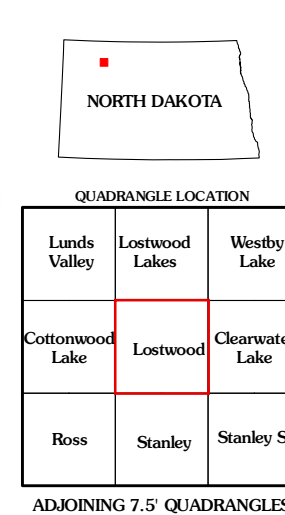 NORTH DAKOTA
QUADRANGLE LOCATION
Lunds
Valley
Lostwood
Lakes
Westby
Lake
Cottonwood
Lake
Lostwood
Clearwate
Lake
Ross
Stanley
Stanley S
ADJOINING 7.5' QUADRANGLES